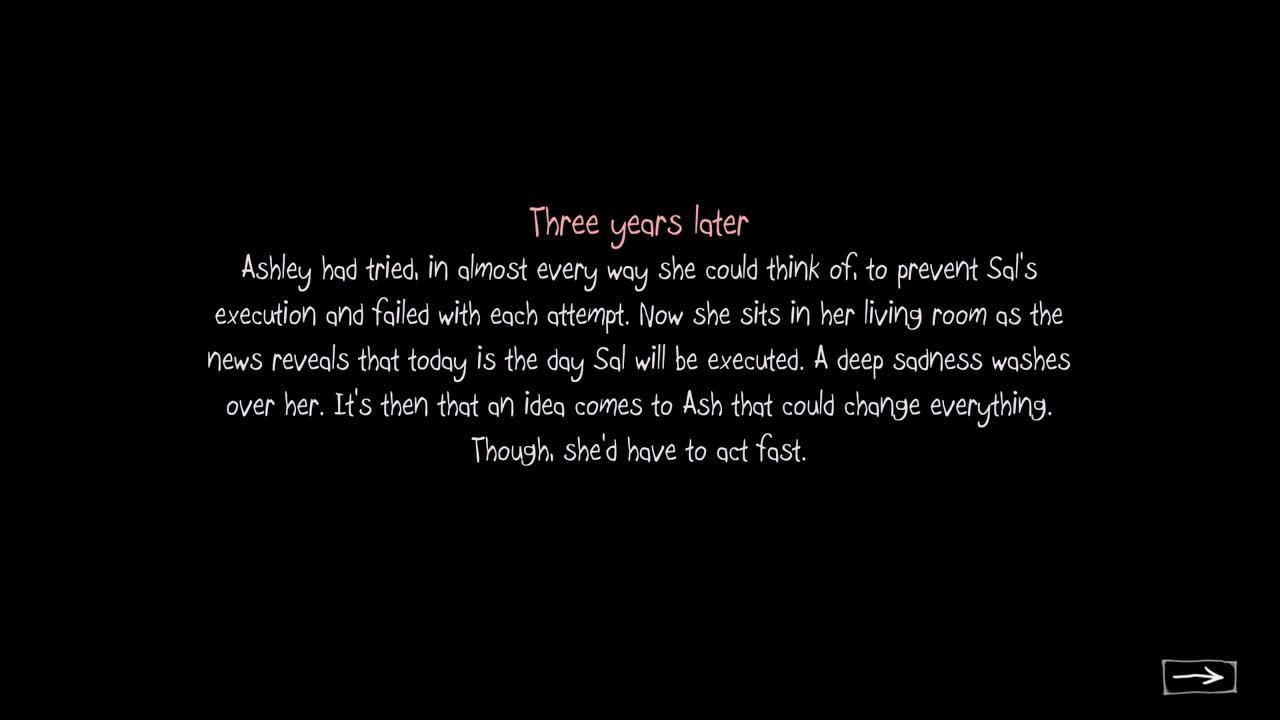 Three years later
Ashley had tried, in almost every way she could think of, to prevent Sal's
execution and failed with each attempt. Now she sits in her living room as the
news reveals that today is the day Sal will be executed. A deep sadness washes
over her. It's then that an idea comes to Ash that could change everything.
Though, she'd have to act fast.